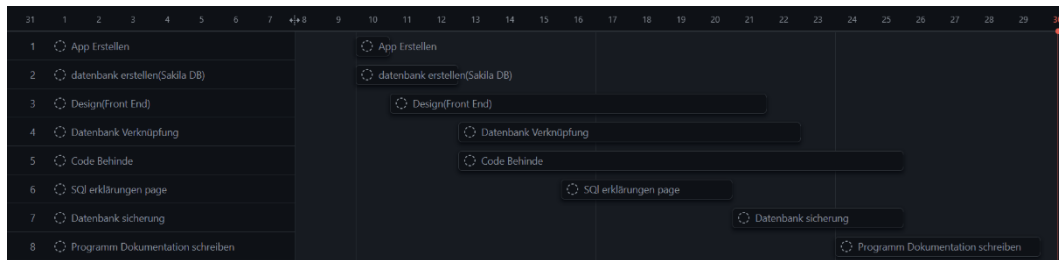 31 1 2 3 4 5 6 7 8 9 10 11 12 13 14 15 16 17 18 19 20 21 22 23 24 25 26 27 28 29 30
1 App Erstellen App Erstellen
2 datenbank erstellen(Sakila DB) datenbank erstellen(Sakila DB)
3 Design(Front End) Design(Front End)
4 Datenbank Verknüpfung Datenbank Verknüpfung
5 Code Behinde Code Behinde
6 SQl erklärungen page SQl erklärungen page
7 Datenbank sicherung Datenbank sicherung
8 Programm Dokumentation schreiben Programm Dokumentation schreiben